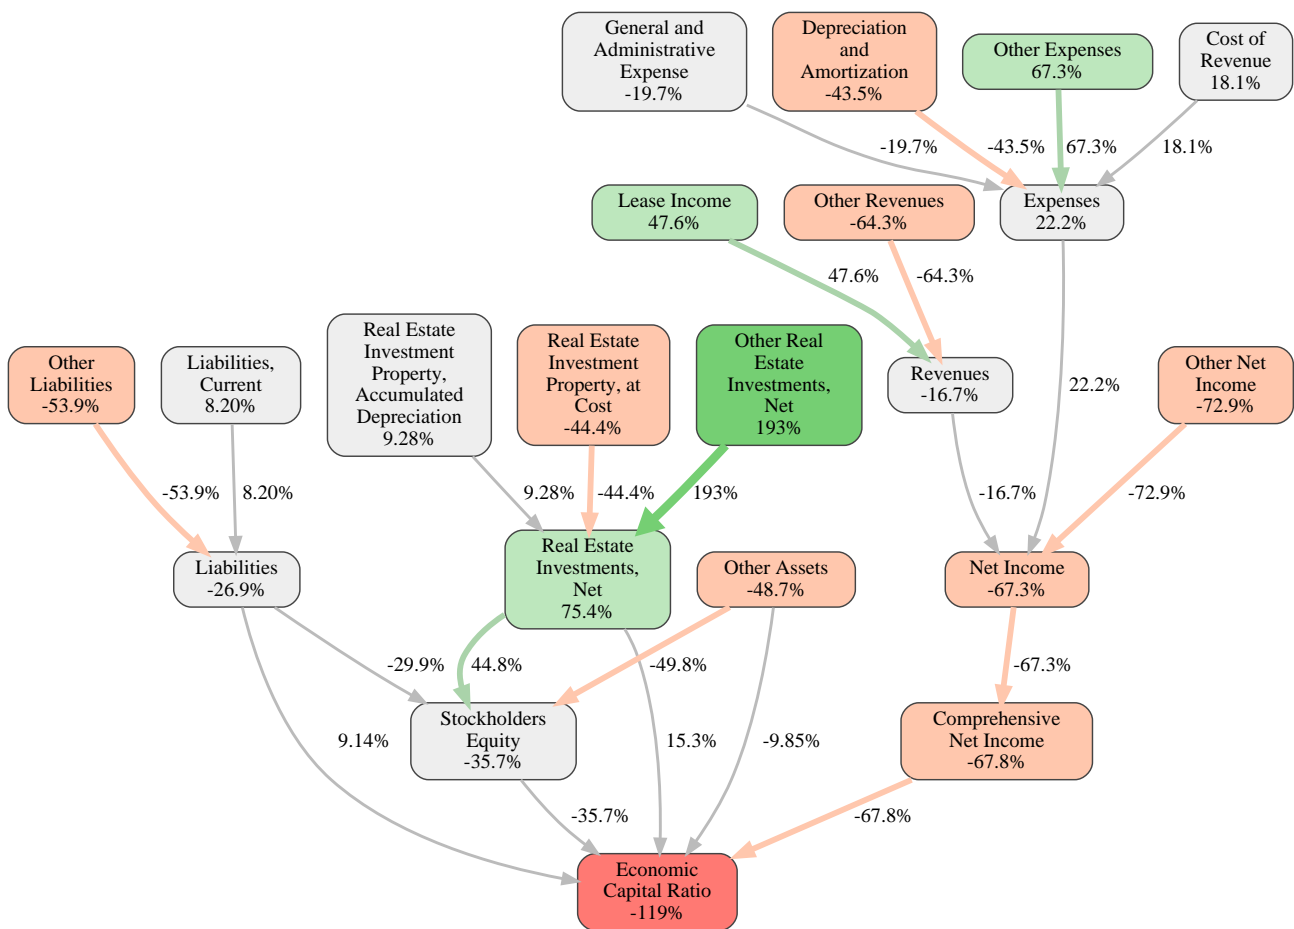 General and
Administrative
Expense
-19.7%
Depreciation
and
Amortization
-43.5%
Other Expenses
67.3%
Cost of
Revenue
18.1%
-19.7%
-43.5%
67.3%
18.1%
Lease Income
47.6%
Other Revenues
-64.3%
Expenses
22.2%
47.6%
-64.3%
Other
Liabilities
-53.9%
Liabilities,
Current
8.20%
Real Estate
Investment
Property,
Accumulated
Depreciation
9.28%
Real Estate
Investment
Property, at
Cost
-44.4%
Other Real
Estate
Investments,
Net
193%
Revenues
-16.7%
22.2%
Other Net
Income
-72.9%
-53.9%
8.20%
9.28%
-44.4%
193%
-16.7%
-72.9%
Liabilities
-26.9%
Real Estate
Investments,
Net
75.4%
Other Assets
-48.7%
Net Income
-67.3%
-29.9%
44.8%
-49.8%
-67.3%
9.14%
Stockholders
Equity
-35.7%
15.3%
-9.85%
Comprehensive
Net Income
-67.8%
-35.7%
-67.8%
Economic
Capital Ratio
-119%